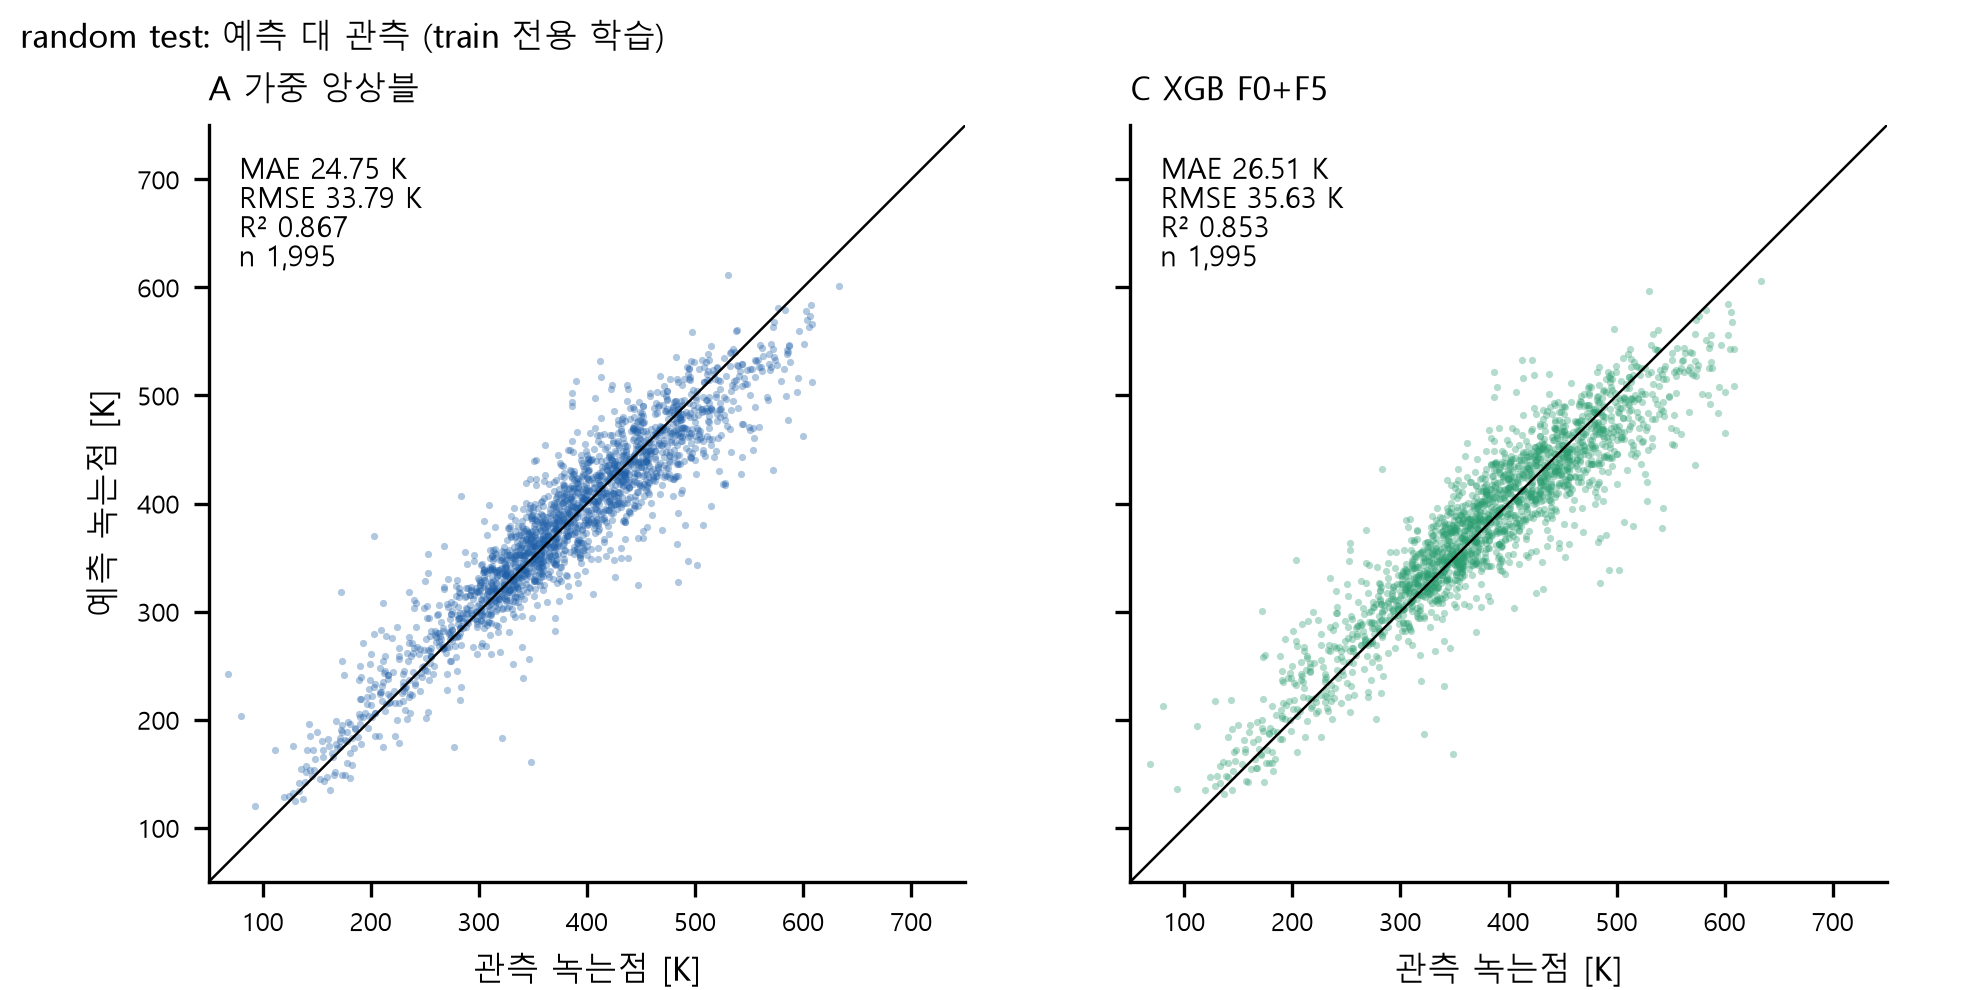 random test: 예측 대 관측 (train 전용 학습)
A 가중 앙상블
MAE 24.75 K
RMSE 33.79 K
R² 0.867
n 1,995
700
600
500
400
300
200
100
예측 녹는점 [K]
100 200 300 400 500 600 700
관측 녹는점 [K]
C XGB F0+F5
MAE 26.51 K
RMSE 35.63 K
R² 0.853
n 1,995
100 200 300 400 500 600 700
관측 녹는점 [K]